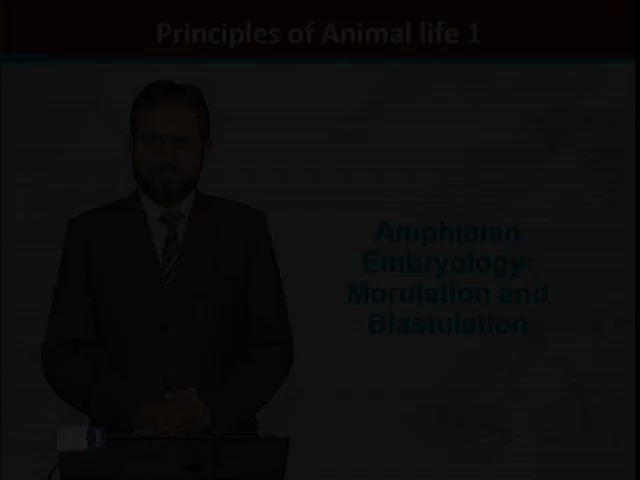 Principles of Animal life 1
Amphibian
Embryology:
Morulation and
Blastulation